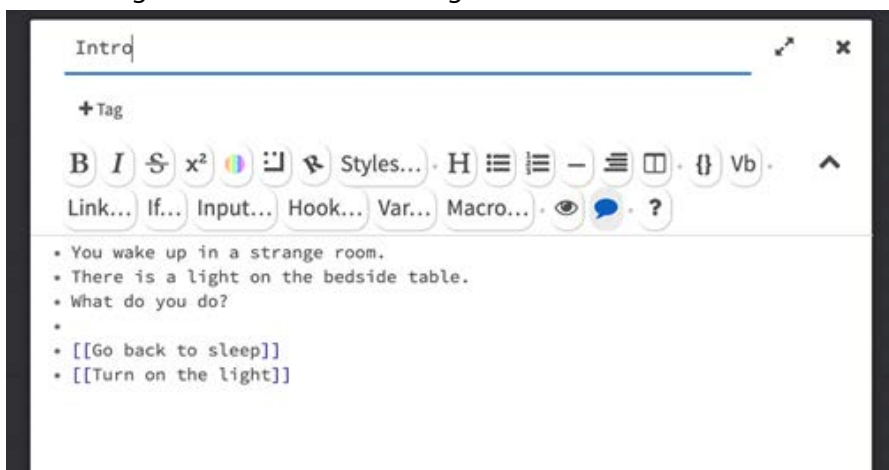 Intro
+ Tag
B I S x² H Styles... {} Vb
Link... If... Input... Hook... Var... Macro... ?
You wake up in a strange room.
There is a light on the bedside table.
What do you do?
[[Go back to sleep]]
[[Turn on the light]]